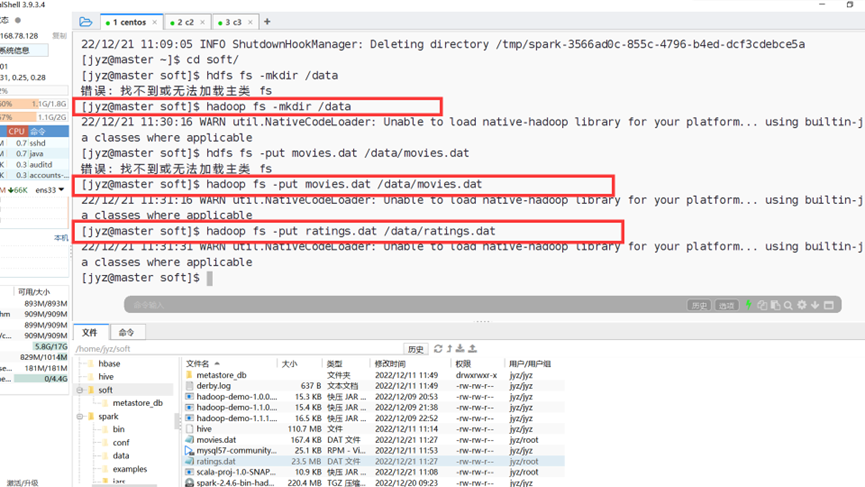 alShell 3.9.3.4
态
168.78.128
复制
系统信息
01
31, 0.25, 0.28
60%
1.1G/1.8G
67%
CPU 命令
0.7 sshd
0.7 java
0.3 auditd
0.3 accounts-...
66K ens33
本机
可用/大小
893M/893M
909M/909M
899M/909M
909M/909M
5.8G/17G
829M/1014M
181M/181M
0/4.4G
激活/升级
1 centos
2 c2
3 c3
+
22/12/21 11:09:05 INFO ShutdownHookManager: Deleting directory /tmp/spark-3566ad0c-855c-4796-b4ed-dcf3cdebce5a
[jyz@master ~]$ cd soft/
[jyz@master soft]$ hdfs fs -mkdir /data
错误: 找不到或无法加载主类 fs
[jyz@master soft]$ hadoop fs -mkdir /data
22/12/21 11:30:16 WARN util.NativeCodeLoader: Unable to load native-hadoop library for your platform... using builtin-j
a classes where applicable
[jyz@master soft]$ hdfs fs -put movies.dat /data/movies.dat
错误: 找不到或无法加载主类 fs
[jyz@master soft]$ hadoop fs -put movies.dat /data/movies.dat
22/12/21 11:31:16 WARN util.NativeCodeLoader: Unable to load native-hadoop library for your platform... using builtin-j
a classes where applicable
[jyz@master soft]$ hadoop fs -put ratings.dat /data/ratings.dat
22/12/21 11:31:31 WARN util.NativeCodeLoader: Unable to load native-hadoop library for your platform... using builtin-j
a classes where applicable
[jyz@master soft]$
命令输入
历史 选项
文件 命令
/home/jyz/soft
历史
hbase
hive
soft
metastore_db
spark
bin
conf
data
examples
jars
文件名 大小 类型 修改时间 权限 用户/用户组
metastore_db 文件夹 2022/12/11 11:49 drwxrwxr-x jyz/jyz
derby.log 637 B 文本文档 2022/12/11 11:49 -rw-rw-r-- jyz/jyz
hadoop-demo-1.0.0.... 15.3 KB 快压 JAR ... 2022/12/09 20:53 -rw-rw-r-- jyz/jyz
hadoop-demo-1.1.0.... 15.4 KB 快压 JAR ... 2022/12/09 21:38 -rw-rw-r-- jyz/jyz
hadoop-demo-1.1.1.... 16.5 KB 快压 JAR ... 2022/12/09 22:52 -rw-rw-r-- jyz/jyz
hive 110.7 MB 文件 2022/12/11 11:14 -rw-rw-r-- jyz/jyz
movies.dat 167.4 KB DAT 文件 2022/12/21 11:27 -rw-rw-r-- jyz/root
mysql57-community... 25.1 KB RPM - Vi... 2022/12/11 11:53 -rw-rw-r-- jyz/jyz
ratings.dat 23.5 MB DAT 文件 2022/12/21 11:27 -rw-rw-r-- jyz/root
scala-proj-1.0-SNAP... 10.9 KB 快压 JAR ... 2022/12/21 11:08 -rw-rw-r-- jyz/root
spark-2.4.6-bin-had... 220.4 MB TGZ 压缩... 2022/12/20 09:23 -rw-rw-r-- jyz/jyz